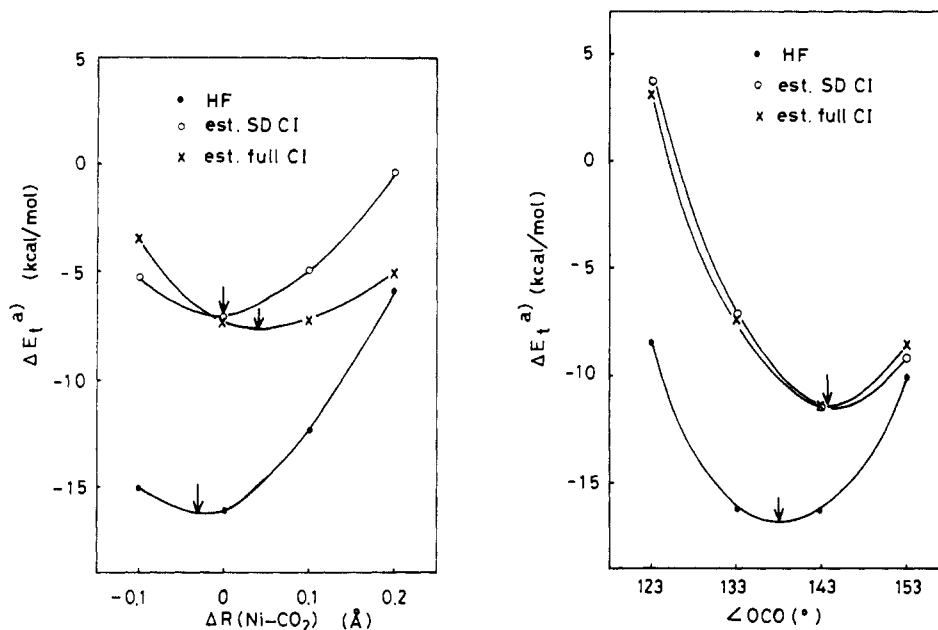 5
0
−5
−10
−15
ΔE_t a) (kcal/mol)
• HF
○ est. SD CI
x est. full CI
−0.1 0 0.1 0.2
ΔR(Ni−CO₂) (Å)
5
0
−5
−10
−15
ΔE_t a) (kcal/mol)
• HF
○ est. SD CI
x est. full CI
123 133 143 153
∠OCO(°)